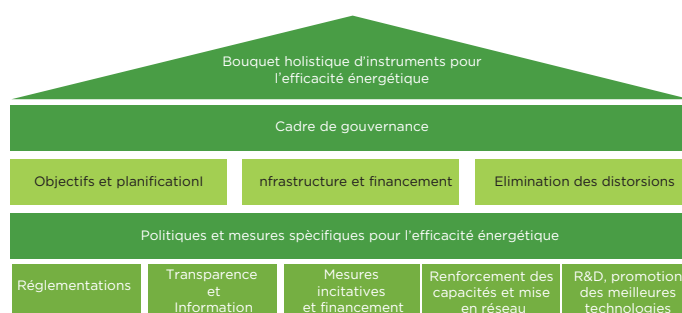 Bouquet holistique d'instruments pour
l'efficacité énergétique
Cadre de gouvernance
Objectifs et planificationl
nfrastructure et financement
Elimination des distorsions
Politiques et mesures spècifiques pour l'efficacité énergétique
Réglementations
Transparence
et
Information
Mesures
incitatives
et financement
Renforcement des
capacités et mise
en réseau
R&D, promotion
des meilleures
technologies